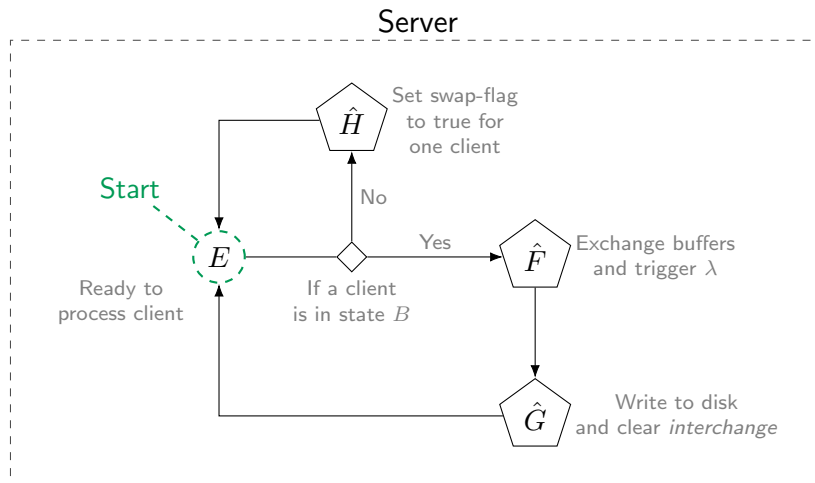 Server
Set swap-flag
to true for
one client
Ĥ
No
Start
Yes
E
F̂
Exchange buffers
and trigger λ
Ready to
process client
If a client
is in state B
Ĝ
Write to disk
and clear interchange